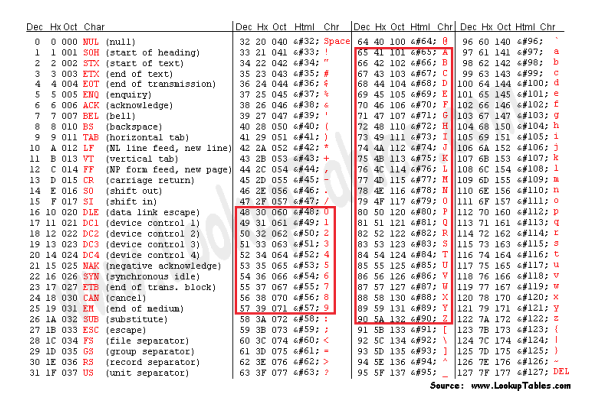 Dec Hx Oct Char Dec Hx Oct Html Chr Dec Hx Oct Html Chr Dec Hx Oct Html Chr
0 0 000 NUL (null) 32 20 040 &#32; Space 64 40 100 &#64; @ 96 60 140 &#96; `
1 1 001 SOH (start of heading) 33 21 041 &#33; ! 65 41 101 &#65; A 97 61 141 &#97; a
2 2 002 STX (start of text) 34 22 042 &#34; " 66 42 102 &#66; B 98 62 142 &#98; b
3 3 003 ETX (end of text) 35 23 043 &#35; # 67 43 103 &#67; C 99 63 143 &#99; c
4 4 004 EOT (end of transmission) 36 24 044 &#36; $ 68 44 104 &#68; D 100 64 144 &#100; d
5 5 005 ENQ (enquiry) 37 25 045 &#37; % 69 45 105 &#69; E 101 65 145 &#101; e
6 6 006 ACK (acknowledge) 38 26 046 &#38; & 70 46 106 &#70; F 102 66 146 &#102; f
7 7 007 BEL (bell) 39 27 047 &#39; ' 71 47 107 &#71; G 103 67 147 &#103; g
8 8 010 BS (backspace) 40 28 050 &#40; ( 72 48 110 &#72; H 104 68 150 &#104; h
9 9 011 TAB (horizontal tab) 41 29 051 &#41; ) 73 49 111 &#73; I 105 69 151 &#105; i
10 A 012 LF (NL line feed, new line) 42 2A 052 &#42; * 74 4A 112 &#74; J 106 6A 152 &#106; j
11 B 013 VT (vertical tab) 43 2B 053 &#43; + 75 4B 113 &#75; K 107 6B 153 &#107; k
12 C 014 FF (NP form feed, new page) 44 2C 054 &#44; , 76 4C 114 &#76; L 108 6C 154 &#108; l
13 D 015 CR (carriage return) 45 2D 055 &#45; - 77 4D 115 &#77; M 109 6D 155 &#109; m
14 E 016 SO (shift out) 46 2E 056 &#46; . 78 4E 116 &#78; N 110 6E 156 &#110; n
15 F 017 SI (shift in) 47 2F 057 &#47; / 79 4F 117 &#79; O 111 6F 157 &#111; o
16 10 020 DLE (data link escape) 48 30 060 &#48; 0 80 50 120 &#80; P 112 70 160 &#112; p
17 11 021 DC1 (device control 1) 49 31 061 &#49; 1 81 51 121 &#81; Q 113 71 161 &#113; q
18 12 022 DC2 (device control 2) 50 32 062 &#50; 2 82 52 122 &#82; R 114 72 162 &#114; r
19 13 023 DC3 (device control 3) 51 33 063 &#51; 3 83 53 123 &#83; S 115 73 163 &#115; s
20 14 024 DC4 (device control 4) 52 34 064 &#52; 4 84 54 124 &#84; T 116 74 164 &#116; t
21 15 025 NAK (negative acknowledge) 53 35 065 &#53; 5 85 55 125 &#85; U 117 75 165 &#117; u
22 16 026 SYN (synchronous idle) 54 36 066 &#54; 6 86 56 126 &#86; V 118 76 166 &#118; v
23 17 027 ETB (end of trans. block) 55 37 067 &#55; 7 87 57 127 &#87; W 119 77 167 &#119; w
24 18 030 CAN (cancel) 56 38 070 &#56; 8 88 58 130 &#88; X 120 78 170 &#120; x
25 19 031 EM (end of medium) 57 39 071 &#57; 9 89 59 131 &#89; Y 121 79 171 &#121; y
26 1A 032 SUB (substitute) 58 3A 072 &#58; : 90 5A 132 &#90; Z 122 7A 172 &#122; z
27 1B 033 ESC (escape) 59 3B 073 &#59; ; 91 5B 133 &#91; [ 123 7B 173 &#123; {
28 1C 034 FS (file separator) 60 3C 074 &#60; < 92 5C 134 &#92; \ 124 7C 174 &#124; |
29 1D 035 GS (group separator) 61 3D 075 &#61; = 93 5D 135 &#93; ] 125 7D 175 &#125; }
30 1E 036 RS (record separator) 62 3E 076 &#62; > 94 5E 136 &#94; ^ 126 7E 176 &#126; ~
31 1F 037 US (unit separator) 63 3F 077 &#63; ? 95 5F 137 &#95; _ 127 7F 177 &#127; DEL
Source: www.LookupTables.com